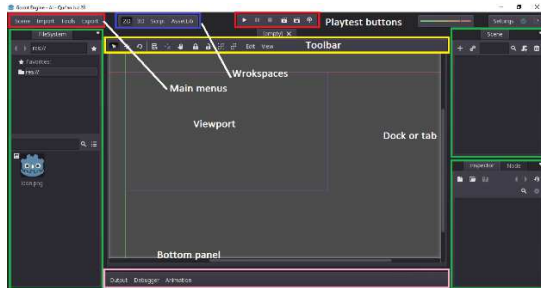 Scene Import Tools Export
2D 3D Script AssetLib
Playtest buttons
Settings
FileSystem
[empty] X
Scene
Edit View
Toolbar
res://
Favorites:
res://
Wrokspaces
Main menus
Viewport
Dock or tab
Inspector Node
icon.png
Bottom panel
Output Debugger Animation